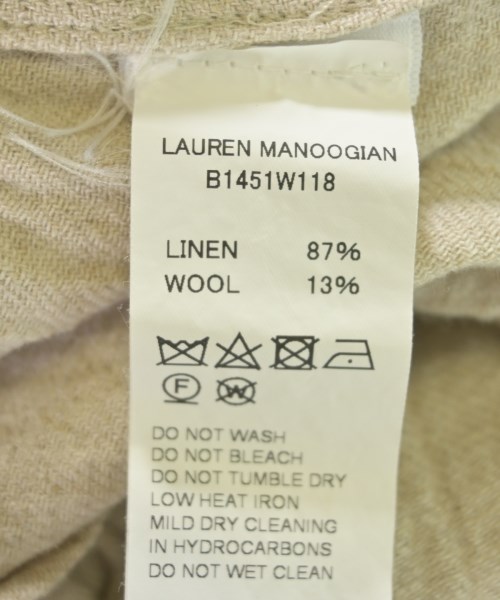 LAUREN MANOOGIAN
B1451W118
LINEN 87%
WOOL 13%
F W
DO NOT WASH
DO NOT BLEACH
DO NOT TUMBLE DRY
LOW HEAT IRON
MILD DRY CLEANING
IN HYDROCARBONS
DO NOT WET CLEAN